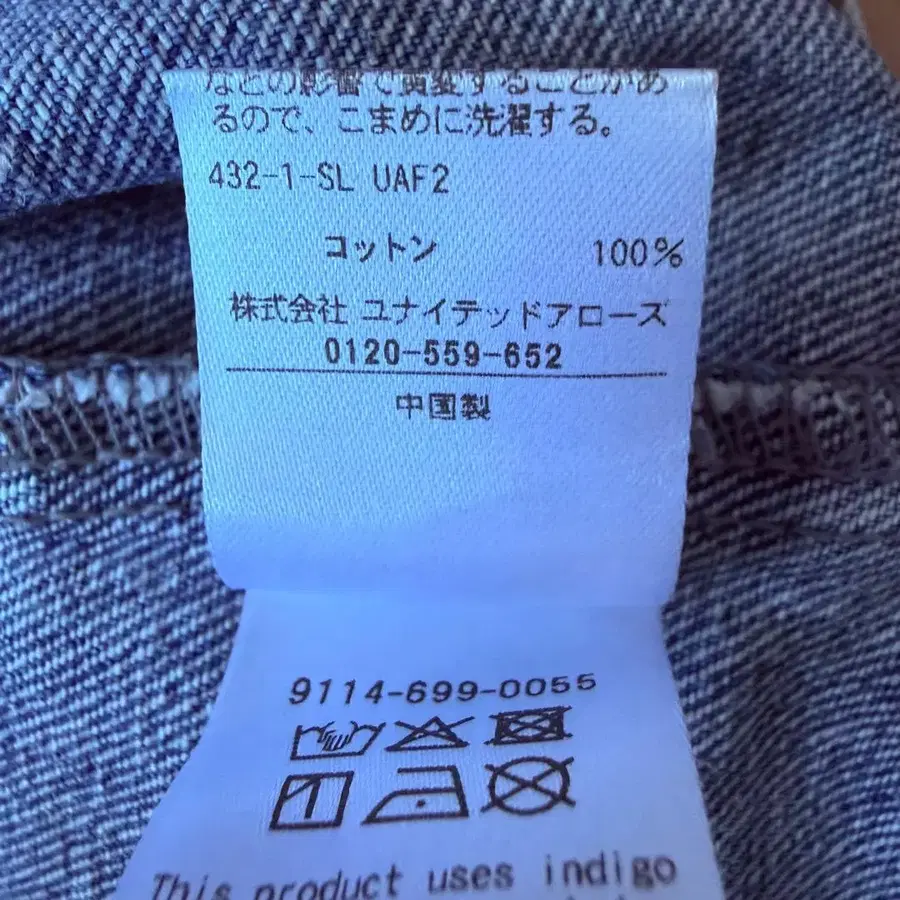 などの影響で黄変することがあ
るので、こまめに洗濯する。
432-1-SL UAF2
コットン 100%
株式会社 ユナイテッドアローズ
0120-559-652
中国製
9114-699-0055
This product uses indigo